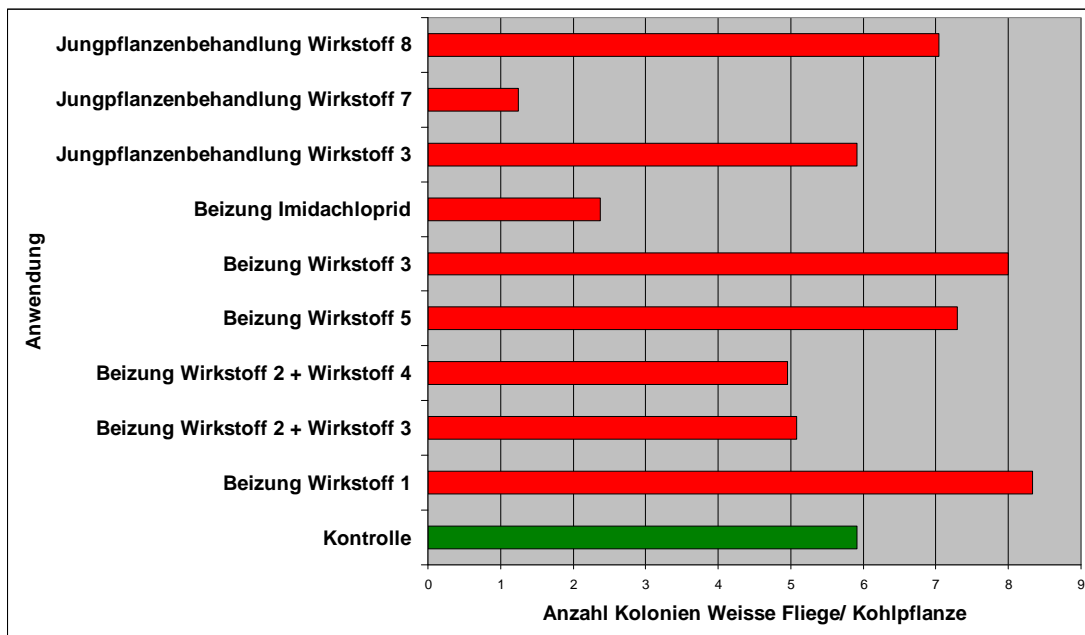 Jungpflanzenbehandlung Wirkstoff 8
Jungpflanzenbehandlung Wirkstoff 7
Jungpflanzenbehandlung Wirkstoff 3
Beizung Imidachloprid
Beizung Wirkstoff 3
Beizung Wirkstoff 5
Beizung Wirkstoff 2 + Wirkstoff 4
Beizung Wirkstoff 2 + Wirkstoff 3
Beizung Wirkstoff 1
Kontrolle
Anwendung
0 1 2 3 4 5 6 7 8 9
Anzahl Kolonien Weisse Fliege/ Kohlpflanze